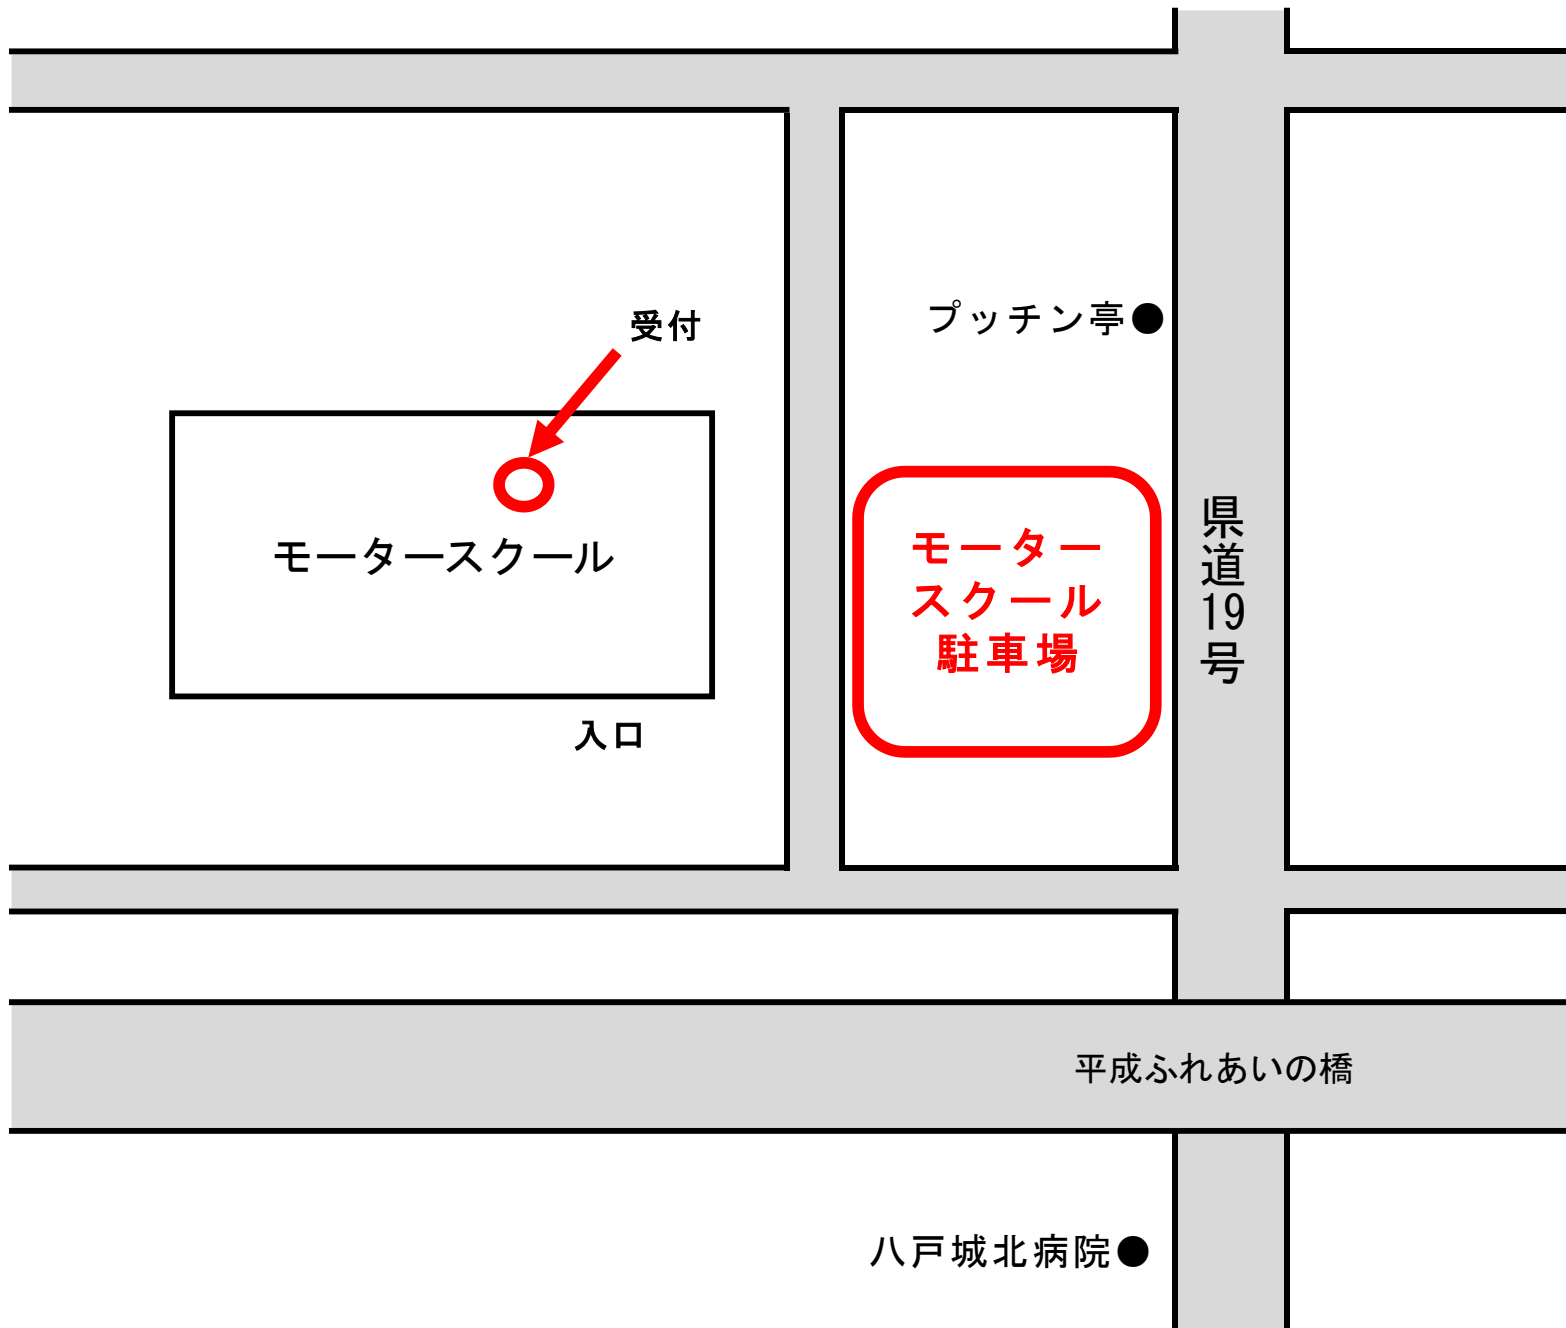 プッチン亭
受付
モータースクール
モーター
スクール
駐車場
県道19号
入口
平成ふれあいの橋
八戸城北病院